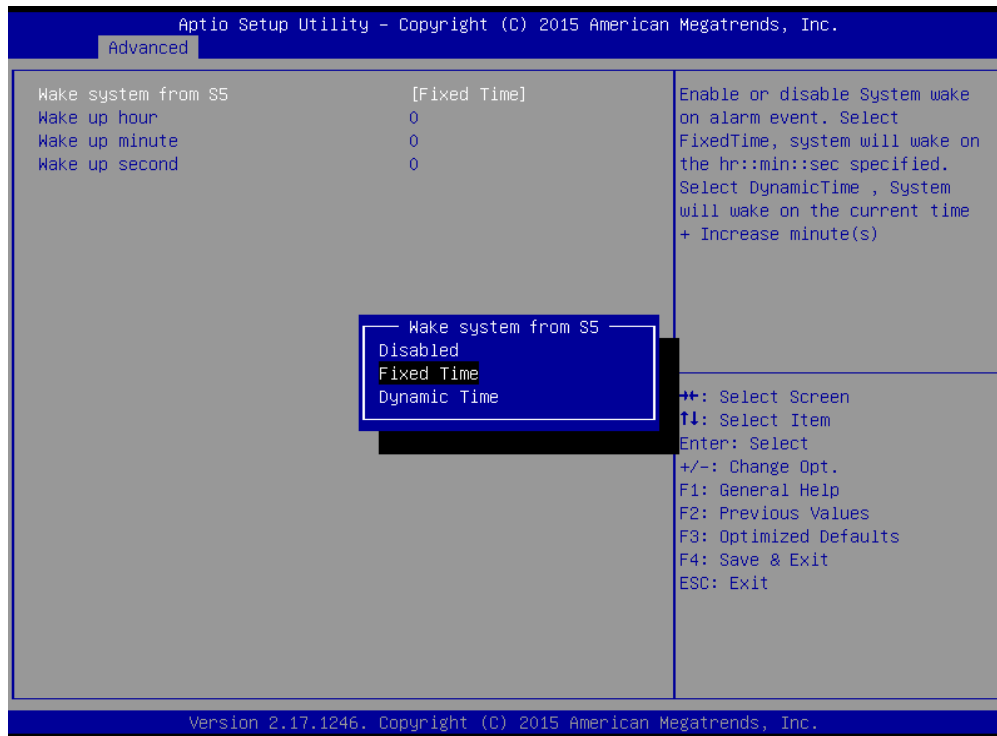 Aptio Setup Utility – Copyright (C) 2015 American Megatrends, Inc.
Advanced
Wake system from S5 [Fixed Time]
Wake up hour 0
Wake up minute 0
Wake up second 0
Enable or disable System wake
on alarm event. Select
FixedTime, system will wake on
the hr::min::sec specified.
Select DynamicTime , System
will wake on the current time
+ Increase minute(s)
Wake system from S5
Disabled
Fixed Time
Dynamic Time
→←: Select Screen
↑↓: Select Item
Enter: Select
+/-: Change Opt.
F1: General Help
F2: Previous Values
F3: Optimized Defaults
F4: Save & Exit
ESC: Exit
Version 2.17.1246. Copyright (C) 2015 American Megatrends, Inc.